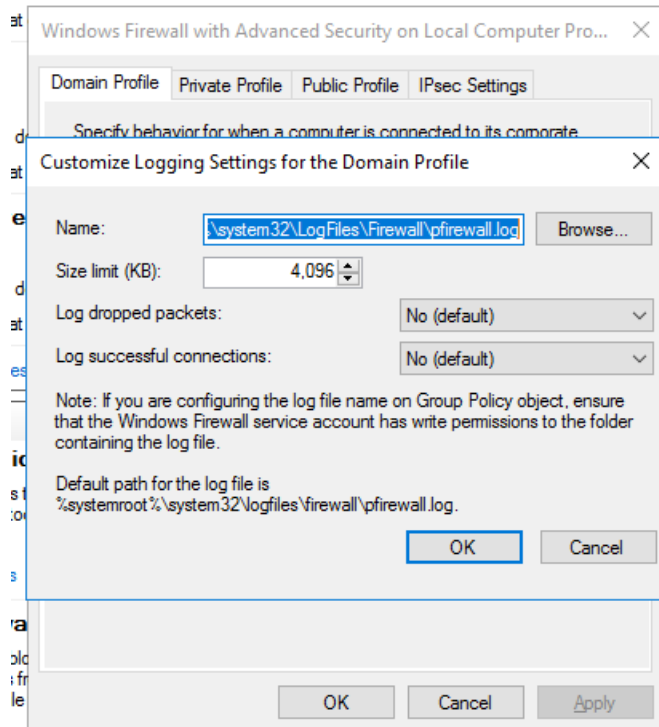 Windows Firewall with Advanced Security on Local Computer Pro...
Domain Profile Private Profile Public Profile IPsec Settings
Specify behavior for when a computer is connected to its corporate
Customize Logging Settings for the Domain Profile
Name: \system32\LogFiles\Firewall\pfirewall.log Browse...
Size limit (KB): 4,096
Log dropped packets: No (default)
Log successful connections: No (default)
Note: If you are configuring the log file name on Group Policy object, ensure
that the Windows Firewall service account has write permissions to the folder
containing the log file.
Default path for the log file is
%systemroot%\system32\logfiles\firewall\pfirewall.log.
OK Cancel
OK Cancel Apply